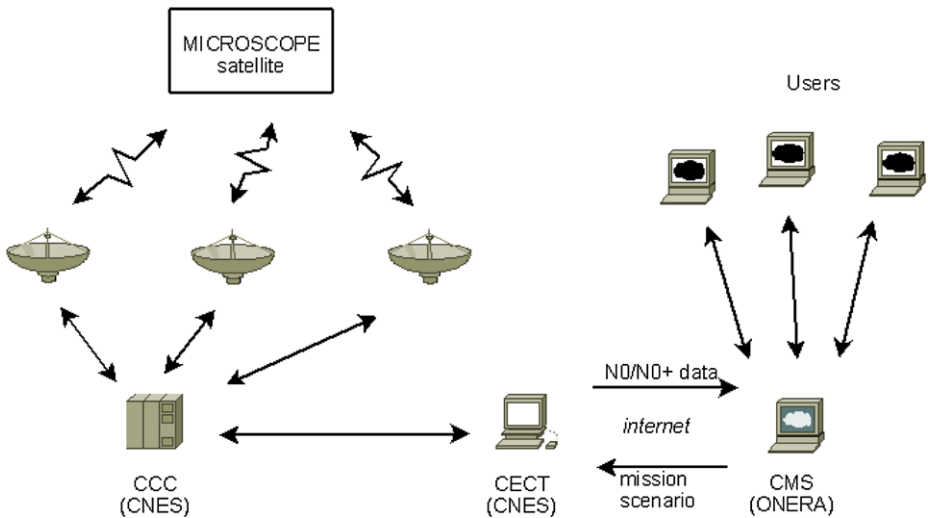 MICROSCOPE
satellite
Users
N0/N0+ data
internet
mission
scenario
CCC
(CNES)
CECT
(CNES)
CMS
(ONERA)